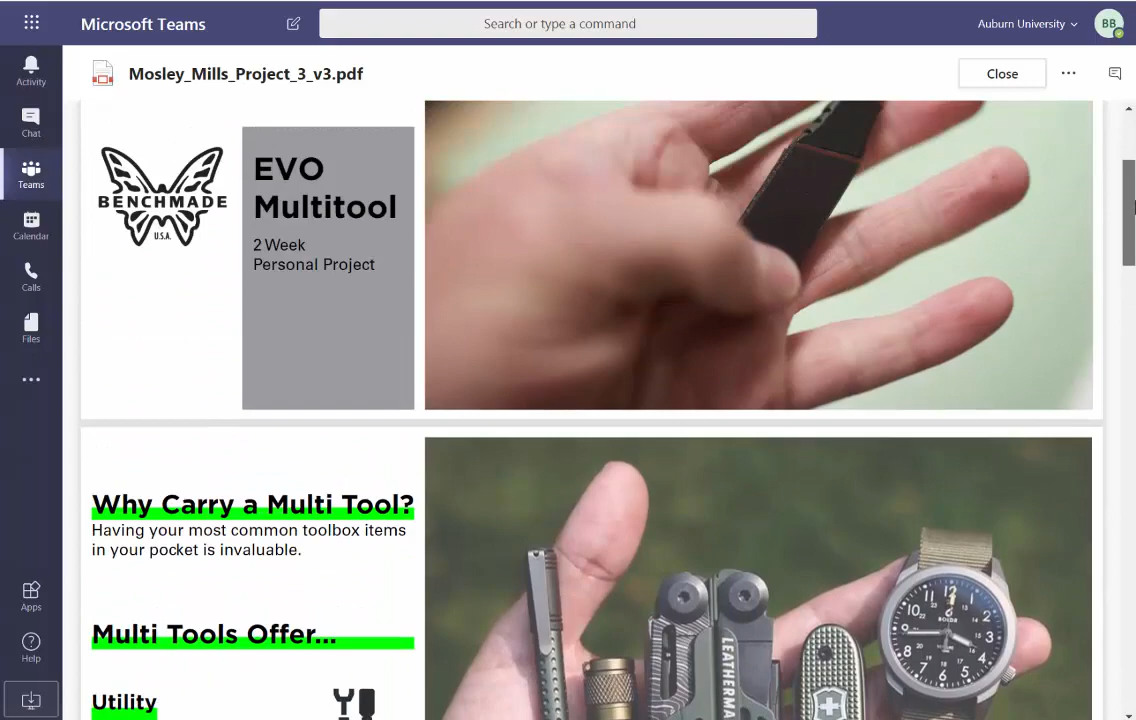 Microsoft Teams
Search or type a command
Auburn University
BB
Activity
Chat
Teams
Calendar
Calls
Files
Apps
Help
Mosley_Mills_Project_3_v3.pdf
Close
BENCHMADE
U.S.A.
EVO
Multitool
2 Week
Personal Project
Why Carry a Multi Tool?
Having your most common toolbox items
in your pocket is invaluable.
Multi Tools Offer...
Utility
LEATHERMA
BOLDR